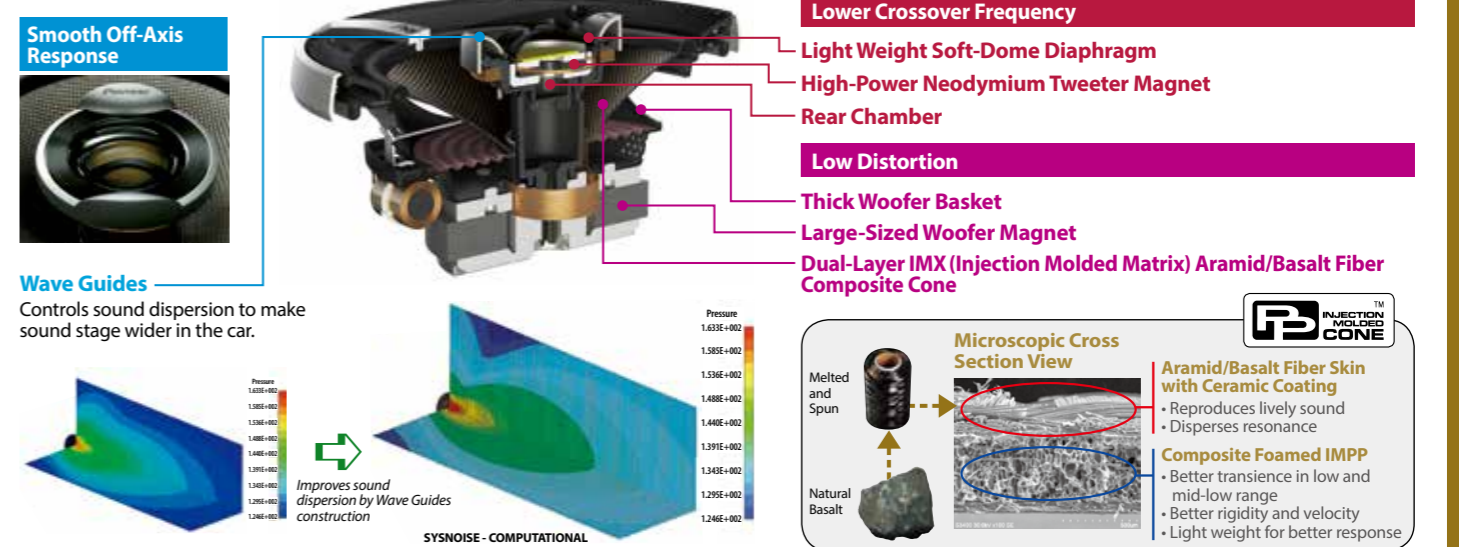 Smooth Off-Axis
Response
Pioneer
Wave Guides
Controls sound dispersion to make
sound stage wider in the car.
Pressure
1.633E+002
1.585E+002
1.536E+002
1.488E+002
1.440E+002
1.391E+002
1.343E+002
1.295E+002
1.246E+002
Improves sound
dispersion by Wave Guides
construction
Pressure
1.633E+002
1.585E+002
1.536E+002
1.488E+002
1.440E+002
1.391E+002
1.343E+002
1.295E+002
1.246E+002
SYSNOISE - COMPUTATIONAL
Lower Crossover Frequency
Light Weight Soft-Dome Diaphragm
High-Power Neodymium Tweeter Magnet
Rear Chamber
Low Distortion
Thick Woofer Basket
Large-Sized Woofer Magnet
Dual-Layer IMX (Injection Molded Matrix) Aramid/Basalt Fiber
Composite Cone
TM
PP
INJECTION
MOLDED
CONE
Melted
and
Spun
Natural
Basalt
Microscopic Cross
Section View
Aramid/Basalt Fiber Skin
with Ceramic Coating
• Reproduces lively sound
• Disperses resonance
Composite Foamed IMPP
• Better transience in low and
mid-low range
• Better rigidity and velocity
• Light weight for better response